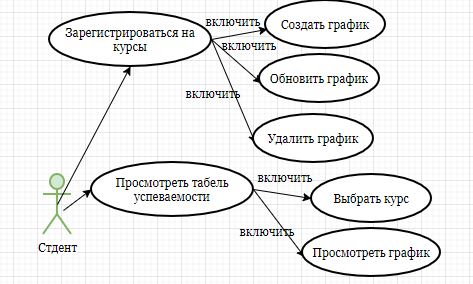 включить
Создать график
Зарегистрироваться на
курсы
включить
Обновить график
включить
Удалить график
Просмотреть табель
успеваемости
включить
Выбрать курс
включить
Просмотреть график
Стдент